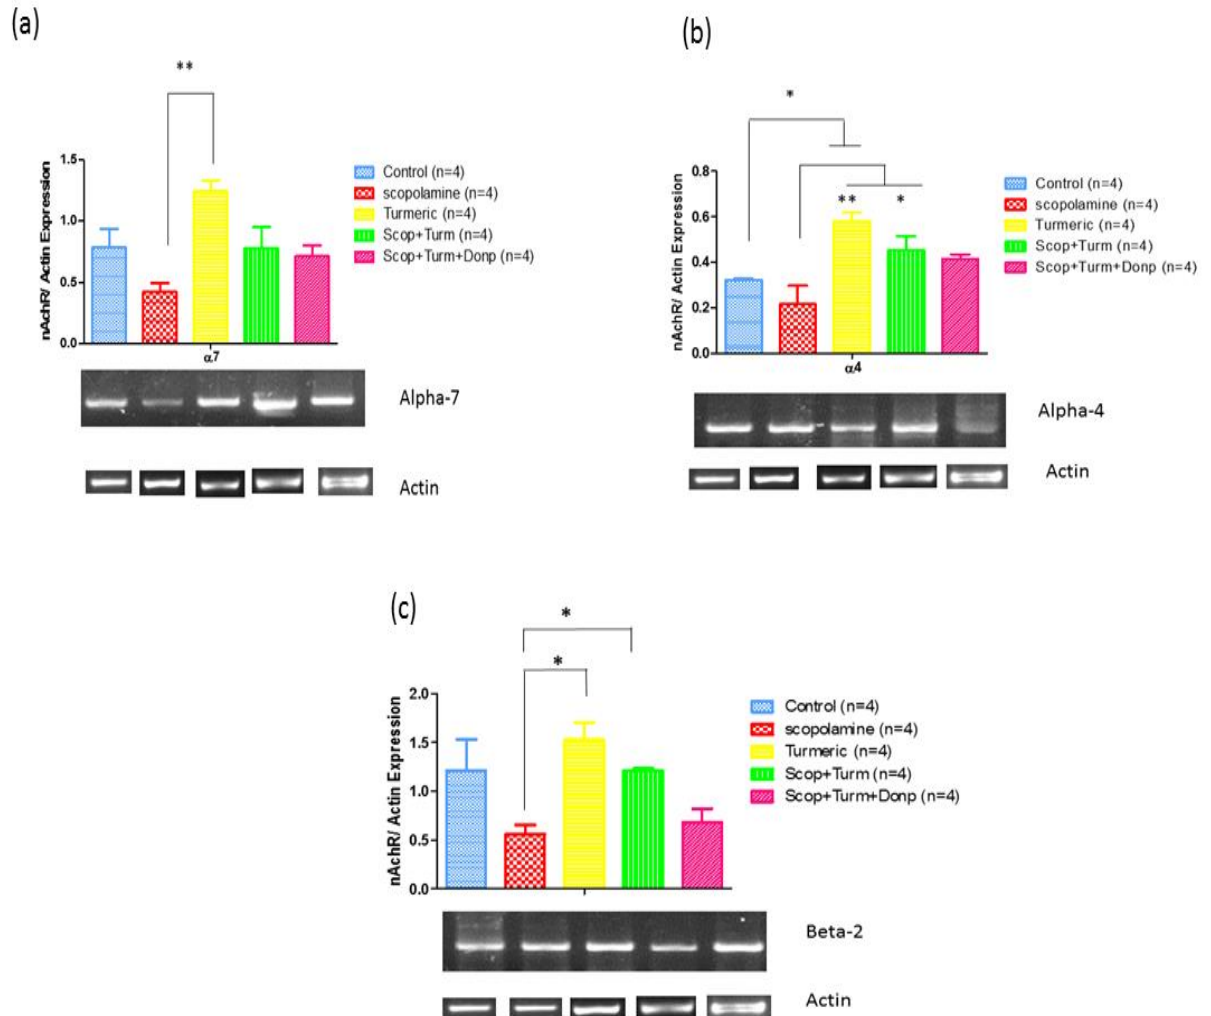 (a)
**
nAchR/ Actin Expression
1.5
1.0
0.5
0.0
α7
Control (n=4)
scopolamine (n=4)
Turmeric (n=4)
Scop+Turm (n=4)
Scop+Turm+Donp (n=4)
Alpha-7
Actin
(b)
*
** *
nAchR/ Actin Expression
0.8
0.6
0.4
0.2
0.0
α4
Control (n=4)
scopolamine (n=4)
Turmeric (n=4)
Scop+Turm (n=4)
Scop+Turm+Donp (n=4)
Alpha-4
Actin
(c)
*
*
nAchR/ Actin Expression
2.0
1.5
1.0
0.5
0.0
Control (n=4)
scopolamine (n=4)
Turmeric (n=4)
Scop+Turm (n=4)
Scop+Turm+Donp (n=4)
Beta-2
Actin